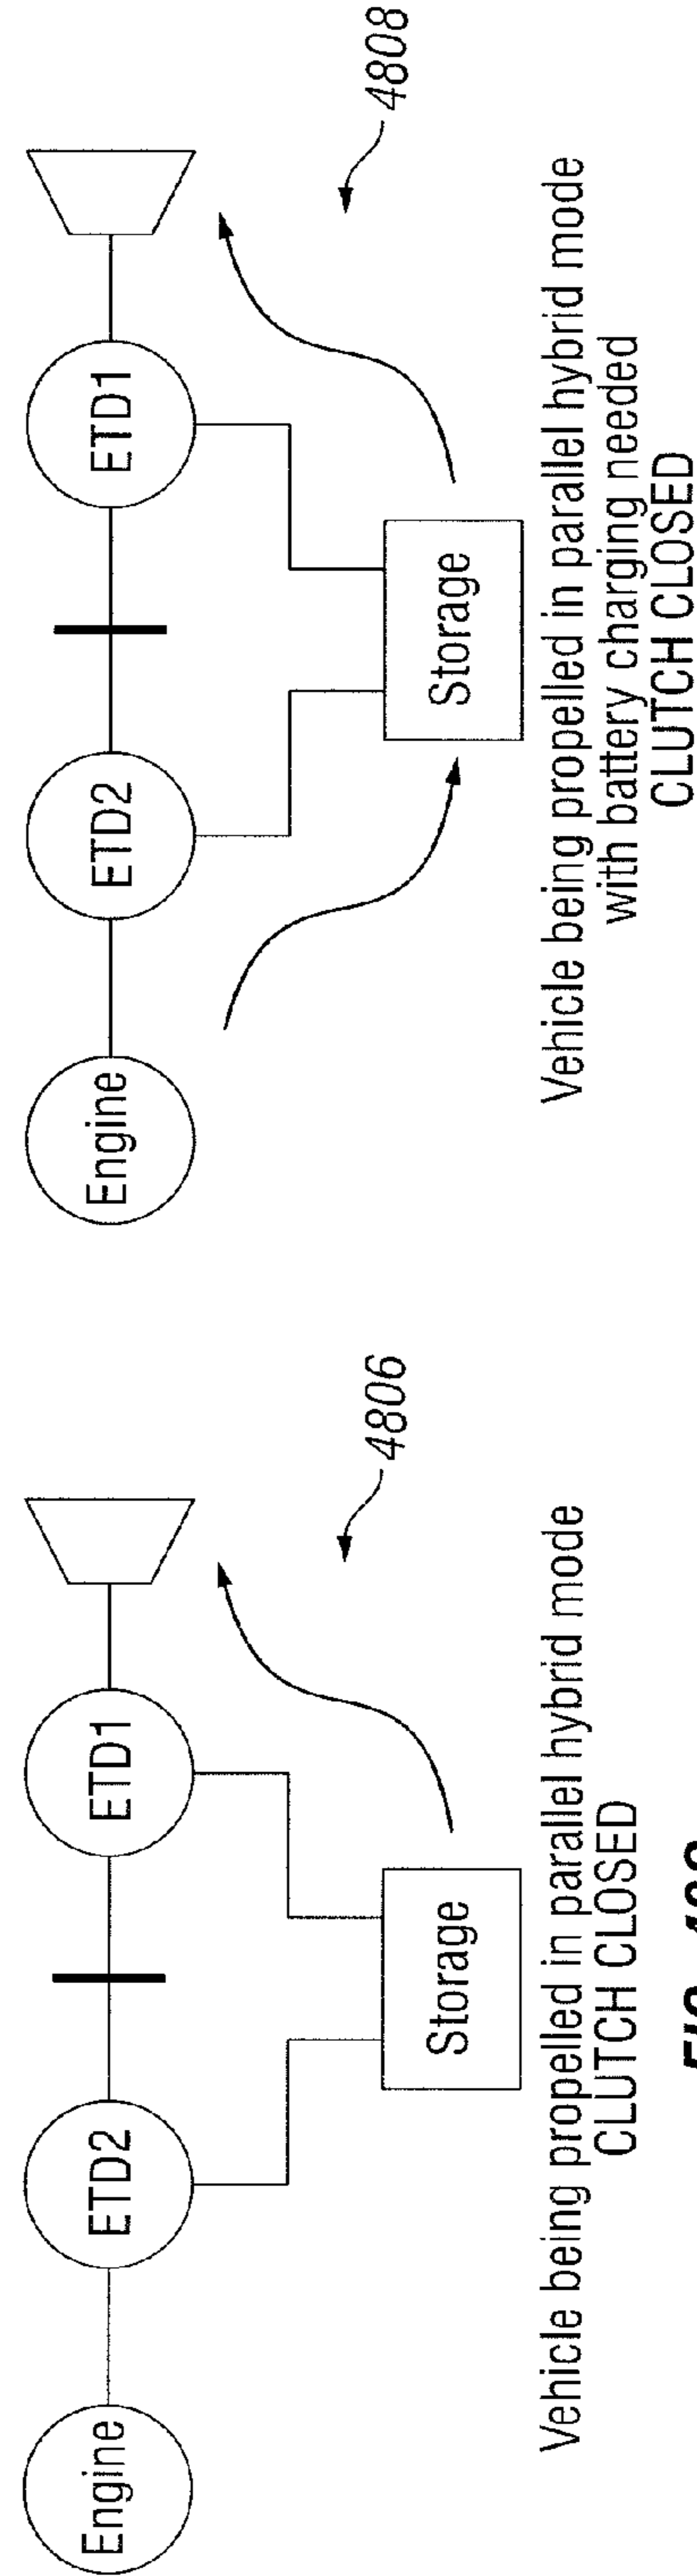 Engine
ETD2
ETD1
Storage
4806
Vehicle being propelled in parallel hybrid mode
CLUTCH CLOSED
Engine
ETD2
ETD1
Storage
4808
Vehicle being propelled in parallel hybrid mode
with battery charging needed
CLUTCH CLOSED
FIG.